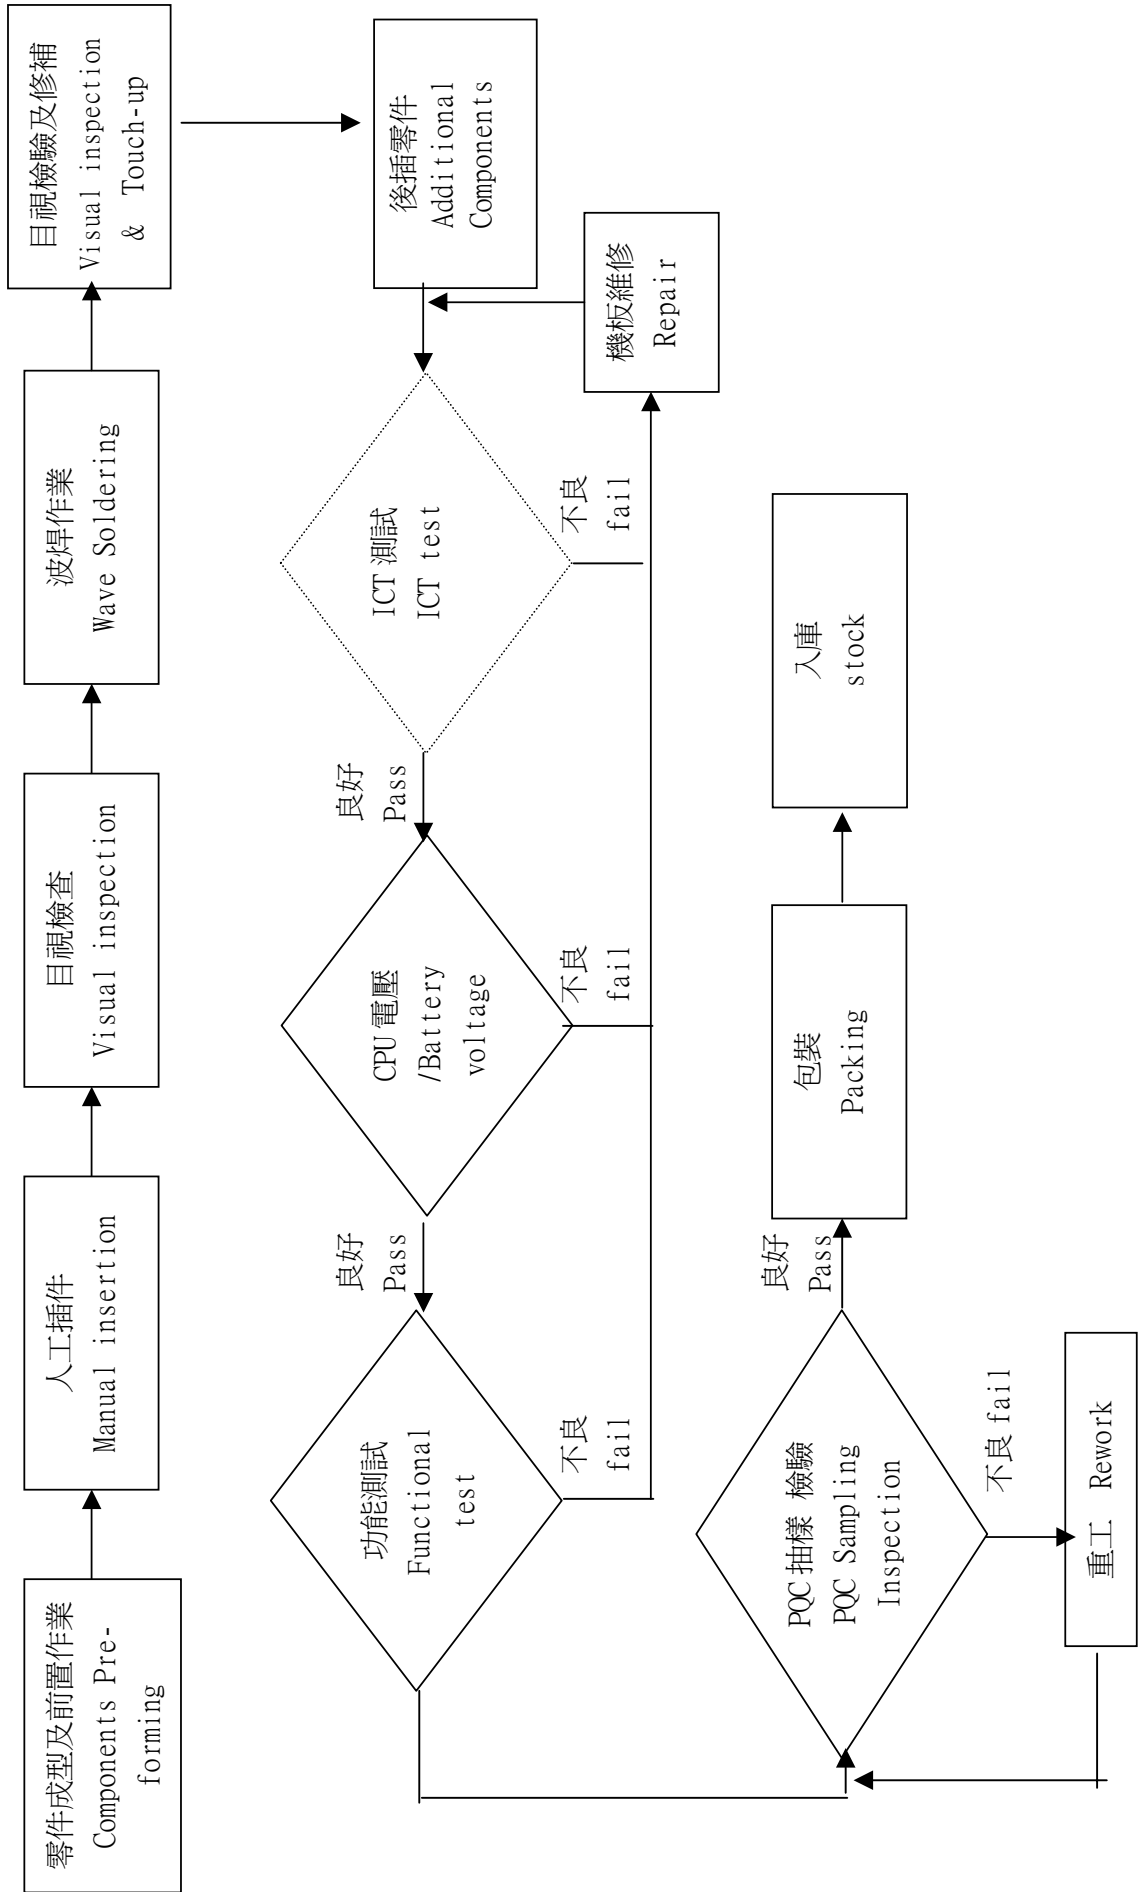 零件成型及前置作業
Components Pre-
forming
人工插件
Manual insertion
目視檢查
Visual inspection
波焊作業
Wave Soldering
目視檢驗及修補
Visual inspection
& Touch-up
後插零件
Additional
Components
機板維修
Repair
ICT 測試
ICT test
不良
fail
良好
Pass
CPU 電壓
/Battery
voltage
不良
fail
良好
Pass
功能測試
Functional
test
不良
fail
PQC 抽樣 檢驗
PQC Sampling
Inspection
不良 fail
重工 Rework
良好
Pass
包裝
Packing
入庫
stock